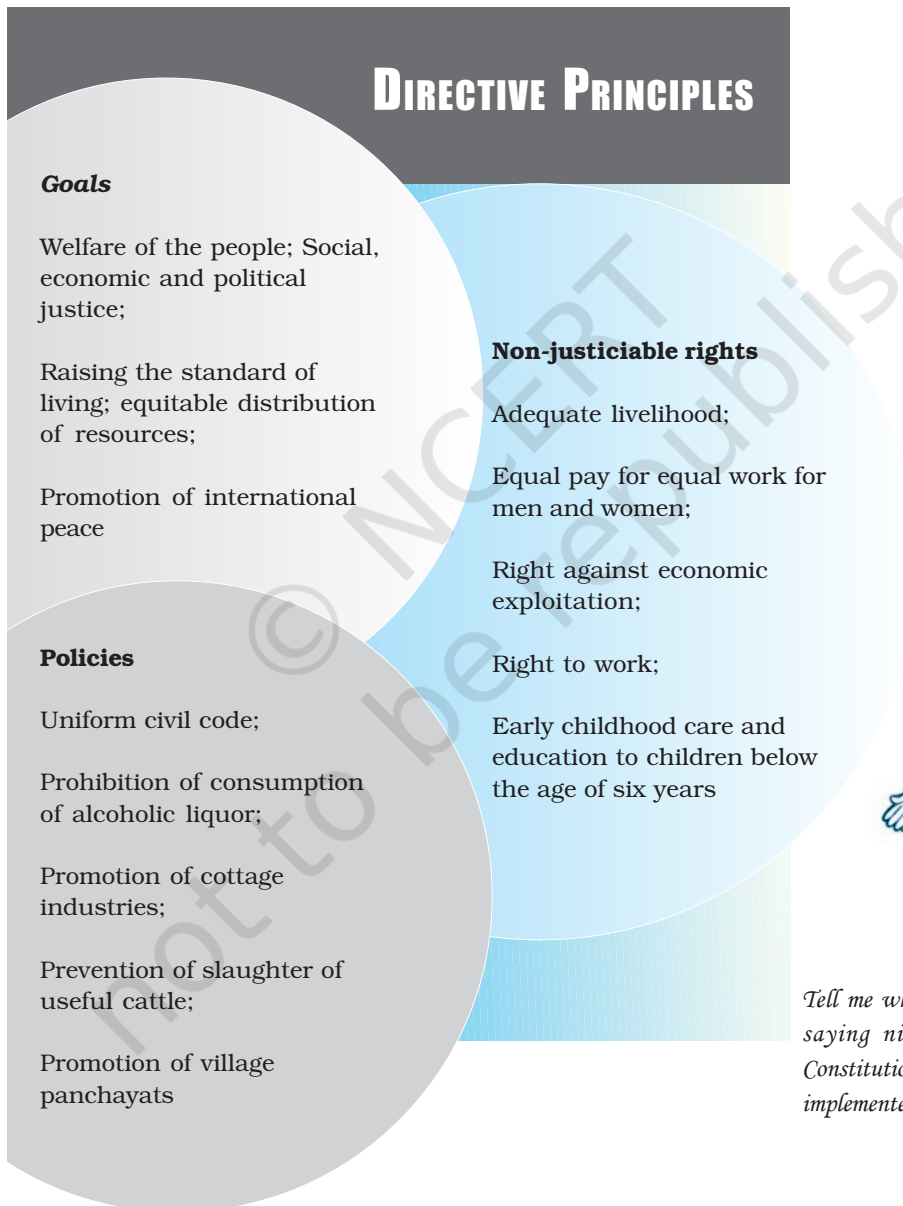 DIRECTIVE PRINCIPLES
Goals
Welfare of the people; Social,
economic and political
justice;
Raising the standard of
living; equitable distribution
of resources;
Promotion of international
peace
Non-justiciable rights
Adequate livelihood;
Equal pay for equal work for
men and women;
Right against economic
exploitation;
Right to work;
Early childhood care and
education to children below
the age of six years
Policies
Uniform civil code;
Prohibition of consumption
of alcoholic liquor;
Promotion of cottage
industries;
Prevention of slaughter of
useful cattle;
Promotion of village
panchayats
Tell me
saying
© NCERT
not to be